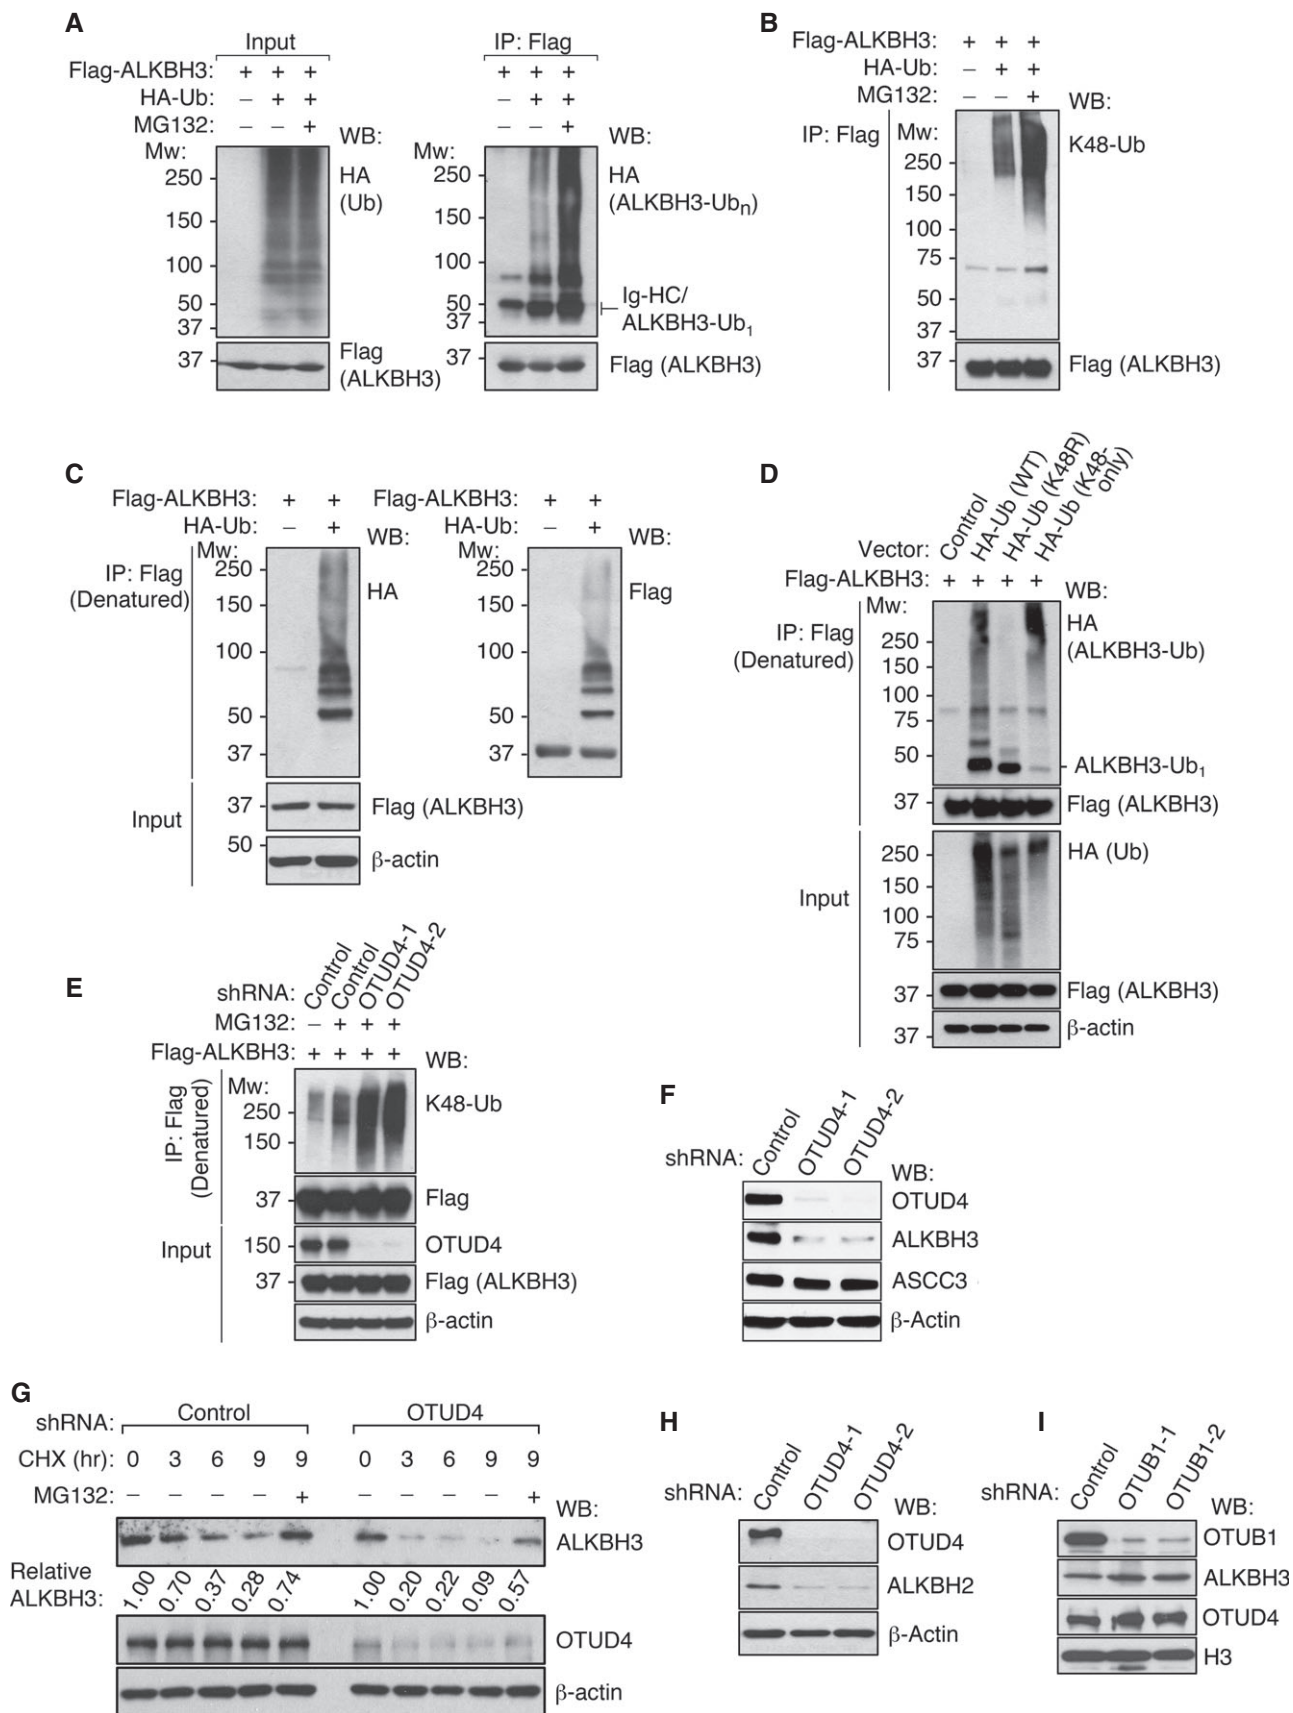 A
Input
IP: Flag
Flag-ALKBH3: + + + + + +
HA-Ub: − + + − + +
MG132: − − + − − +
WB:
WB:
Mw:
Mw:
250
150
100
50
37
HA
(Ub)
250
150
100
50
37
HA
(ALKBH3-Ubn)
Ig-HC/
ALKBH3-Ub1
37
Flag
(ALKBH3)
37
Flag (ALKBH3)
B
Flag-ALKBH3: + + +
HA-Ub: − + +
MG132: − − +
WB:
IP: Flag
Mw:
250
150
100
75
50
37
K48-Ub
37
Flag (ALKBH3)
C
Flag-ALKBH3: + +
HA-Ub: − +
WB:
Mw:
IP: Flag
(Denatured)
250
150
100
50
37
HA
Flag-ALKBH3: + +
HA-Ub: − +
WB:
Mw:
250
150
100
50
37
Flag
Input
37
Flag (ALKBH3)
50
β-actin
D
Vector:
Control
HA-Ub (WT)
HA-Ub (K48R)
HA-Ub (K48-
only)
Flag-ALKBH3: + + + +
WB:
Mw:
IP: Flag
(Denatured)
250
150
100
75
50
HA
(ALKBH3-Ub)
ALKBH3-Ub1
37
Flag (ALKBH3)
Input
250
150
100
75
HA (Ub)
37
Flag (ALKBH3)
37
β-actin
E
shRNA:
Control
Control
OTUD4-1
OTUD4-2
MG132: − + + +
Flag-ALKBH3: + + + +
WB:
IP: Flag
(Denatured)
Mw:
250
150
K48-Ub
37
Flag
Input
150
OTUD4
37
Flag (ALKBH3)
β-actin
F
shRNA:
Control
OTUD4-1
OTUD4-2
WB:
OTUD4
ALKBH3
ASCC3
β-Actin
G
shRNA:
Control
OTUD4
CHX (hr): 0 3 6 9 9 0 3 6 9 9
MG132: − − − − + − − − − +
WB:
ALKBH3
Relative
ALKBH3:
1.00 0.70 0.37 0.28 0.74 1.00 0.20 0.22 0.09 0.57
OTUD4
β-actin
H
shRNA:
Control
OTUD4-1
OTUD4-2
WB:
OTUD4
ALKBH2
β-Actin
I
shRNA:
Control
OTUB1-1
OTUB1-2
WB:
OTUB1
ALKBH3
OTUD4
H3